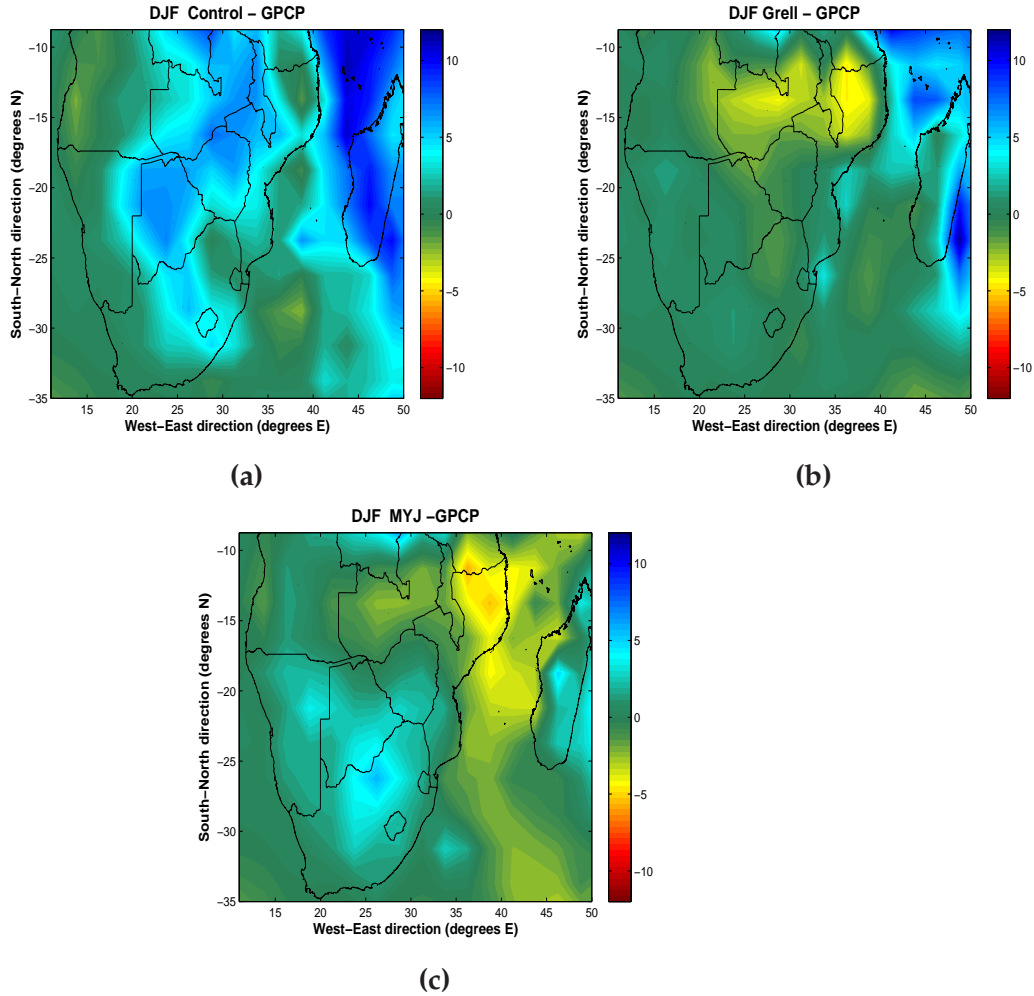 DJF Control – GPCP
South–North direction (degrees N)
−10
−15
−20
−25
−30
−35
15 20 25 30 35 40 45 50
West–East direction (degrees E)
10
5
0
−5
−10
(a)
DJF Grell – GPCP
South–North direction (degrees N)
−10
−15
−20
−25
−30
−35
15 20 25 30 35 40 45 50
West–East direction (degrees E)
10
5
0
−5
−10
(b)
DJF MYJ –GPCP
South–North direction (degrees N)
−10
−15
−20
−25
−30
−35
15 20 25 30 35 40 45 50
West–East direction (degrees E)
10
5
0
−5
−10
(c)